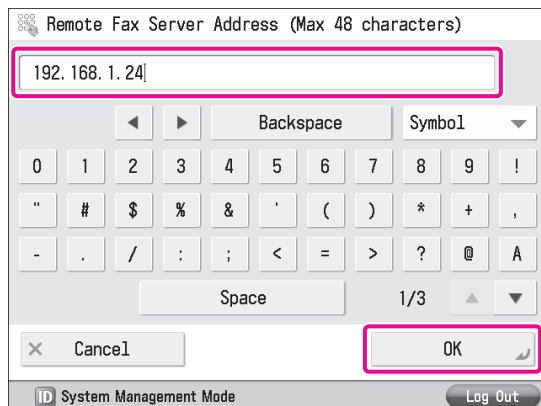 Remote Fax Server Address (Max 48 characters)
192.168.1.24
Backspace Symbol
0 1 2 3 4 5 6 7 8 9 !
" # $ % & ' ( ) * + ,
- . / : ; < = > ? @ A
Space 1/3
Cancel OK
ID System Management Mode Log Out